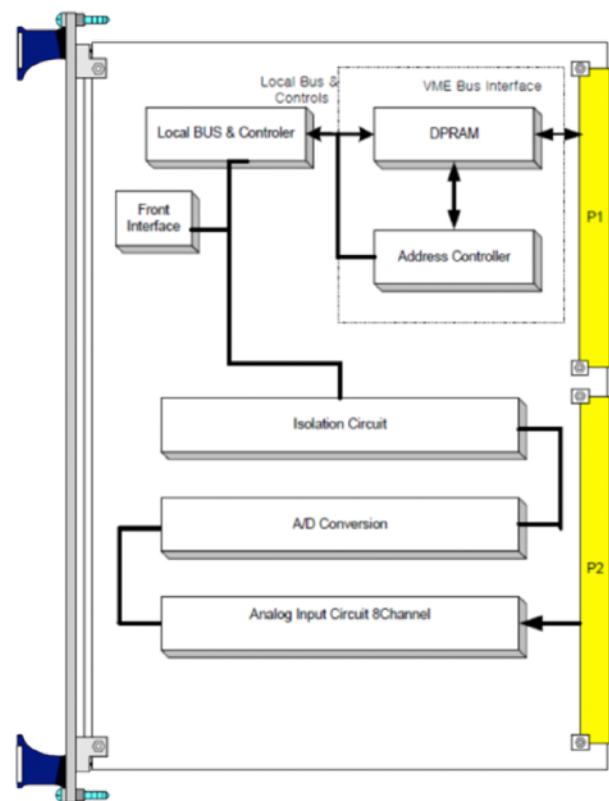 Local Bus &
Controls
VME Bus Interface
Local BUS & Controler
DPRAM
Front
Interface
P1
Address Controller
Isolation Circuit
A/D Conversion
P2
Analog Input Circuit 8Channel